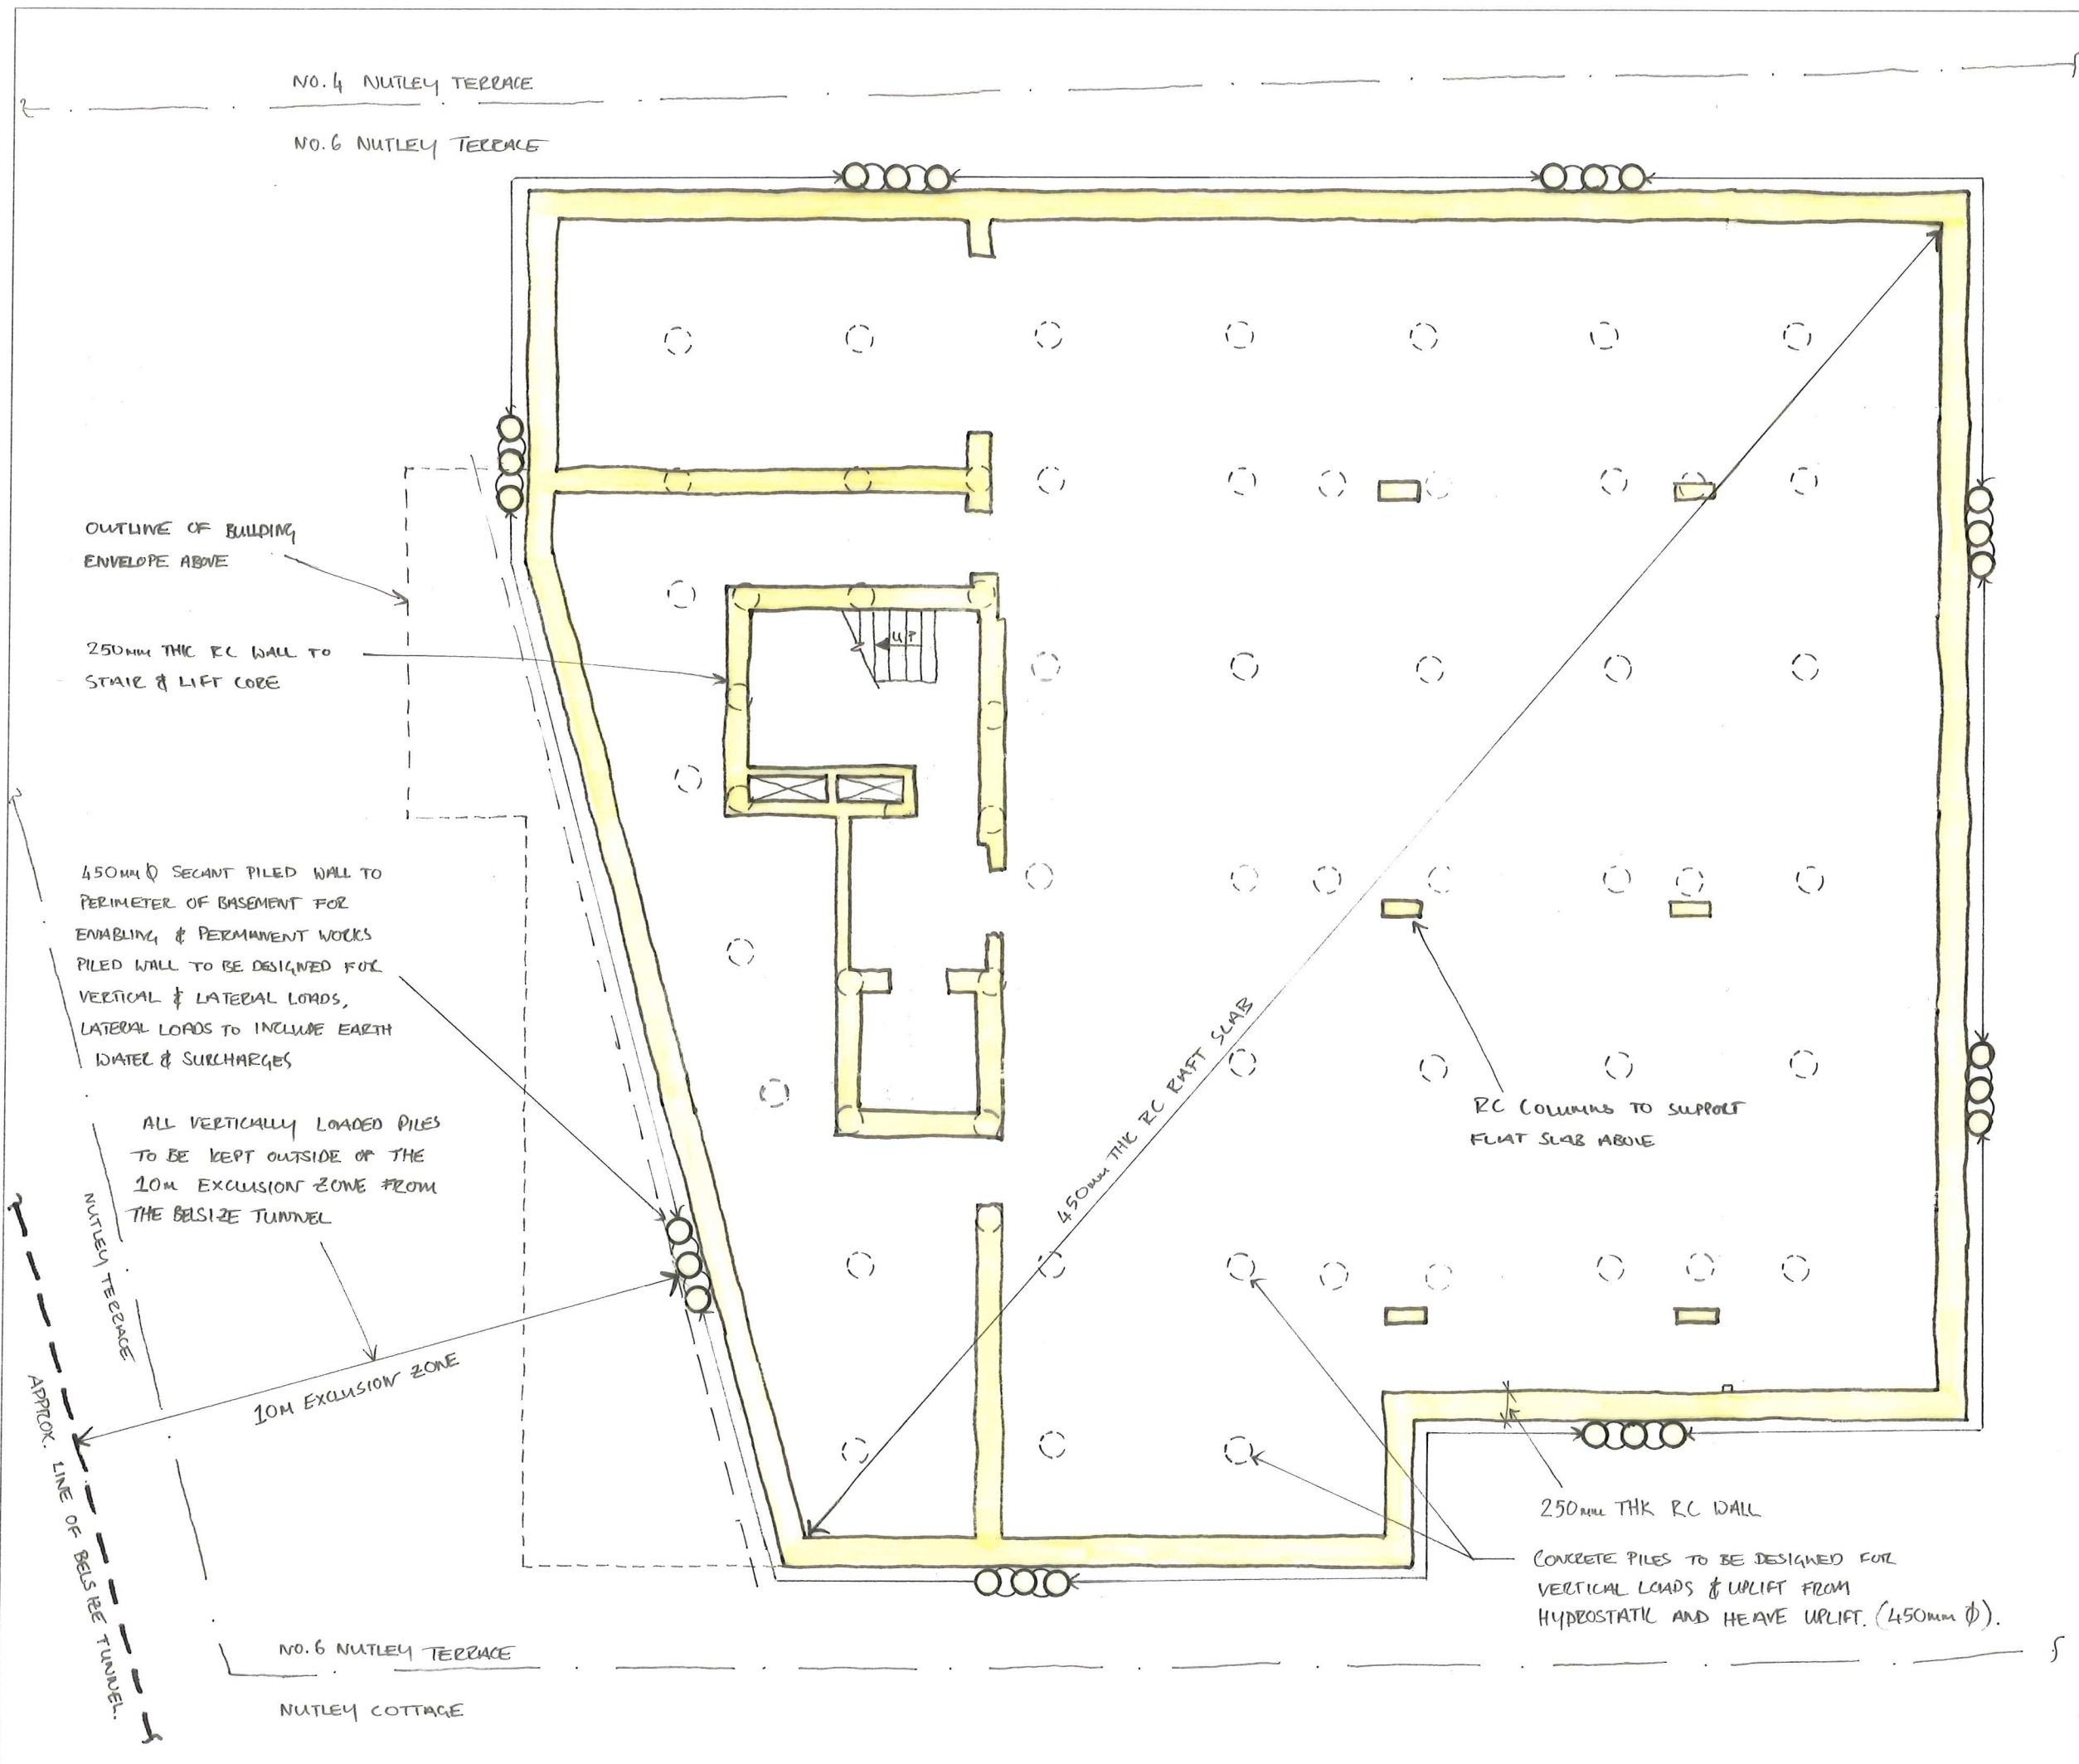 NO.4 NUTLEY TERRACE
NO.6 NUTLEY TERRACE
OUTLINE OF BUILDING
ENVELOPE ABOVE
UP
250mm THK RC WALL TO
STAIR & LIFT CORE
450mm Ø SECANT PILED WALL TO
PERIMETER OF BASEMENT FOR
ENABLING & PERMANENT WORKS
PILED WALL TO BE DESIGNED FOR
VERTICAL & LATERAL LOADS,
LATERAL LOADS TO INCLUDE EARTH
WATER & SURCHARGES
ALL VERTICALLY LOADED PILES
TO BE KEPT OUTSIDE OF THE
10M EXCLUSION ZONE FROM
THE BELSIZE TUNNEL
450mm THK RC RAFT SLAB
RC COLUMNS TO SUPPORT
FLAT SLAB ABOVE
NUTLEY TERRACE
10M EXCLUSION ZONE
APPROX. LINE OF BELSIZE TUNNEL.
250mm THK RC WALL
CONCRETE PILES TO BE DESIGNED FOR
VERTICAL LOADS & UPLIFT FROM
HYDROSTATIC AND HEAVE UPLIFT. (450mm Ø).
NO.6 NUTLEY TERRACE
NUTLEY COTTAGE